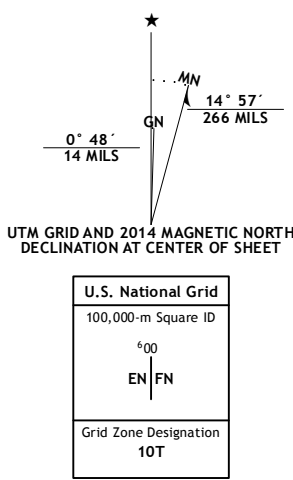 ★
MN
GN
14° 57´
266 MILS
0° 48´
14 MILS
UTM GRID AND 2014 MAGNETIC NORTH
DECLINATION AT CENTER OF SHEET
U.S. National Grid
100,000-m Square ID
⁶00
EN FN
Grid Zone Designation
10T